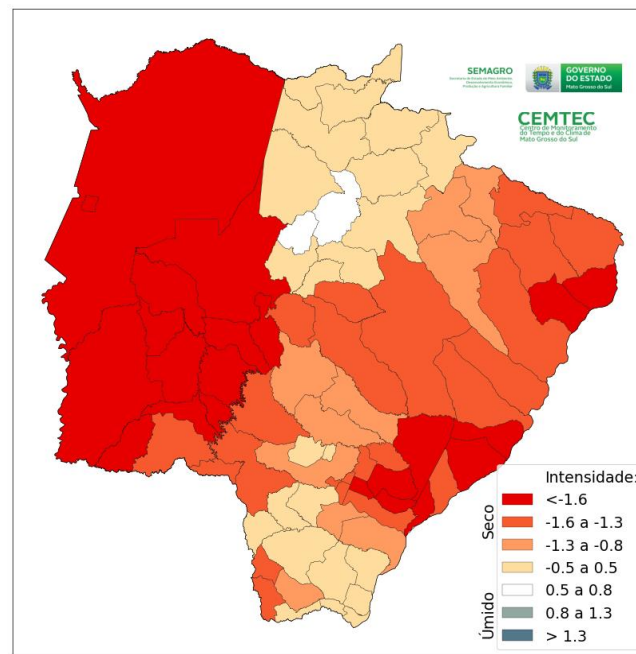 SEMAGRO
GOVERNO
DO ESTADO
Mato Grosso do Sul
CEMTEC
Centro de Monitoramento
do Tempo e do Clima de
Mato Grosso do Sul
Intensidade:
Seco
<-1.6
-1.6 a -1.3
-1.3 a -0.8
-0.5 a 0.5
0.5 a 0.8
Úmido
0.8 a 1.3
> 1.3